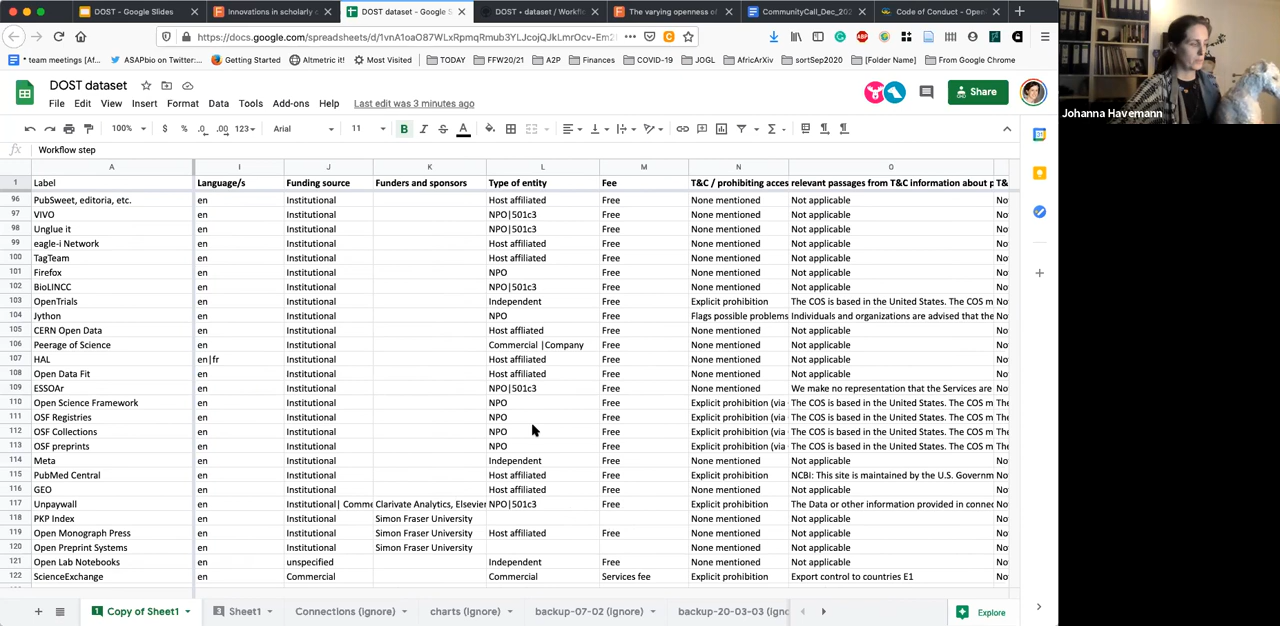 DOST - Google Slides
Innovations in scholarly c
DOST dataset - Google S
DOST • dataset / Workflo
The varying openness o
CommunityCall_Dec_202
Code of Conduct - Open
https://docs.google.com/spreadsheets/d/1vnA1oaO87WLxRpmqRmub3YLJcojQJkLmrOcv-Em2
* team meetings [Af...
ASAPbio on Twitter:...
Getting Started
Altmetric it!
Most Visited
TODAY
FFW20/21
A2P
Finances
COVID-19
JOGL
AfricArXiv
sortSep2020
[Folder Name]
From Google Chrome
DOST dataset
File Edit View Insert Format Data Tools Add-ons Help Last edit was 3 minutes ago
Share
Johanna Havemann
100% $ % .0 .00 123 Arial 11 B I S A
fx Workflow step
A I J K L M N O
1 Label Language/s Funding source Funders and sponsors Type of entity Fee T&C / prohibiting acces relevant passages from T&C information about p T&
96 PubSweet, editoria, etc. en Institutional Host affiliated Free None mentioned Not applicable No
97 VIVO en Institutional NPO|501c3 Free None mentioned Not applicable No
98 Unglue it en Institutional NPO|501c3 Free None mentioned Not applicable No
99 eagle-i Network en Institutional Host affiliated Free None mentioned Not applicable No
100 TagTeam en Institutional Host affiliated Free None mentioned Not applicable No
101 Firefox en Institutional NPO Free None mentioned Not applicable No
102 BioLINCC en Institutional NPO|501c3 Free None mentioned Not applicable No
103 OpenTrials en Institutional Independent Free Explicit prohibition The COS is based in the United States. The COS m No
104 Jython en Institutional NPO Free Flags possible problems Individuals and organizations are advised that the No
105 CERN Open Data en Institutional Host affliated Free None mentioned Not applicable No
106 Peerage of Science en Institutional Commercial |Company Free None mentioned Not applicable No
107 HAL en|fr Institutional Host affiliated Free None mentioned Not applicable No
108 Open Data Fit en Institutional Host affiliated Free None mentioned Not applicable No
109 ESSOAr en Institutional NPO|501c3 Free None mentioned We make no representation that the Services are No
110 Open Science Framework en Institutional NPO Free Explicit prohibition (via The COS is based in the United States. The COS m The
111 OSF Registries en Institutional NPO Free Explicit prohibition (via The COS is based in the United States. The COS m The
112 OSF Collections en Institutional NPO Free Explicit prohibition (via The COS is based in the United States. The COS m The
113 OSF preprints en Institutional NPO Free Explicit prohibition (via The COS is based in the United States. The COS m The
114 Meta en Institutional Independent Free None mentioned Not applicable No
115 PubMed Central en Institutional Host affiliated Free Explicit prohibition NCBI: This site is maintained by the U.S. Governm No
116 GEO en Institutional Host affiliated Free None mentioned Not applicable No
117 Unpaywall en Institutional| Comme Clarivate Analytics, Elsevier NPO|501c3 Free Explicit prohibition The Data or other information provided in connec No
118 PKP Index en Institutional Simon Fraser University None mentioned Not applicable No
119 Open Monograph Press en Institutional Simon Fraser University Host affiliated Free None mentioned Not applicable No
120 Open Preprint Systems en Institutional Simon Fraser University None mentioned Not applicable No
121 Open Lab Notebooks en unspecified Independent Free None mentioned Not applicable No
122 ScienceExchange en Commercial Commercial Services fee Explicit prohibition Export control to countries E1 No
1 Copy of Sheet1
3 Sheet1
Connections (ignore)
charts (ignore)
backup-07-02 (ignore)
backup-20-03-03 (igno
Explore